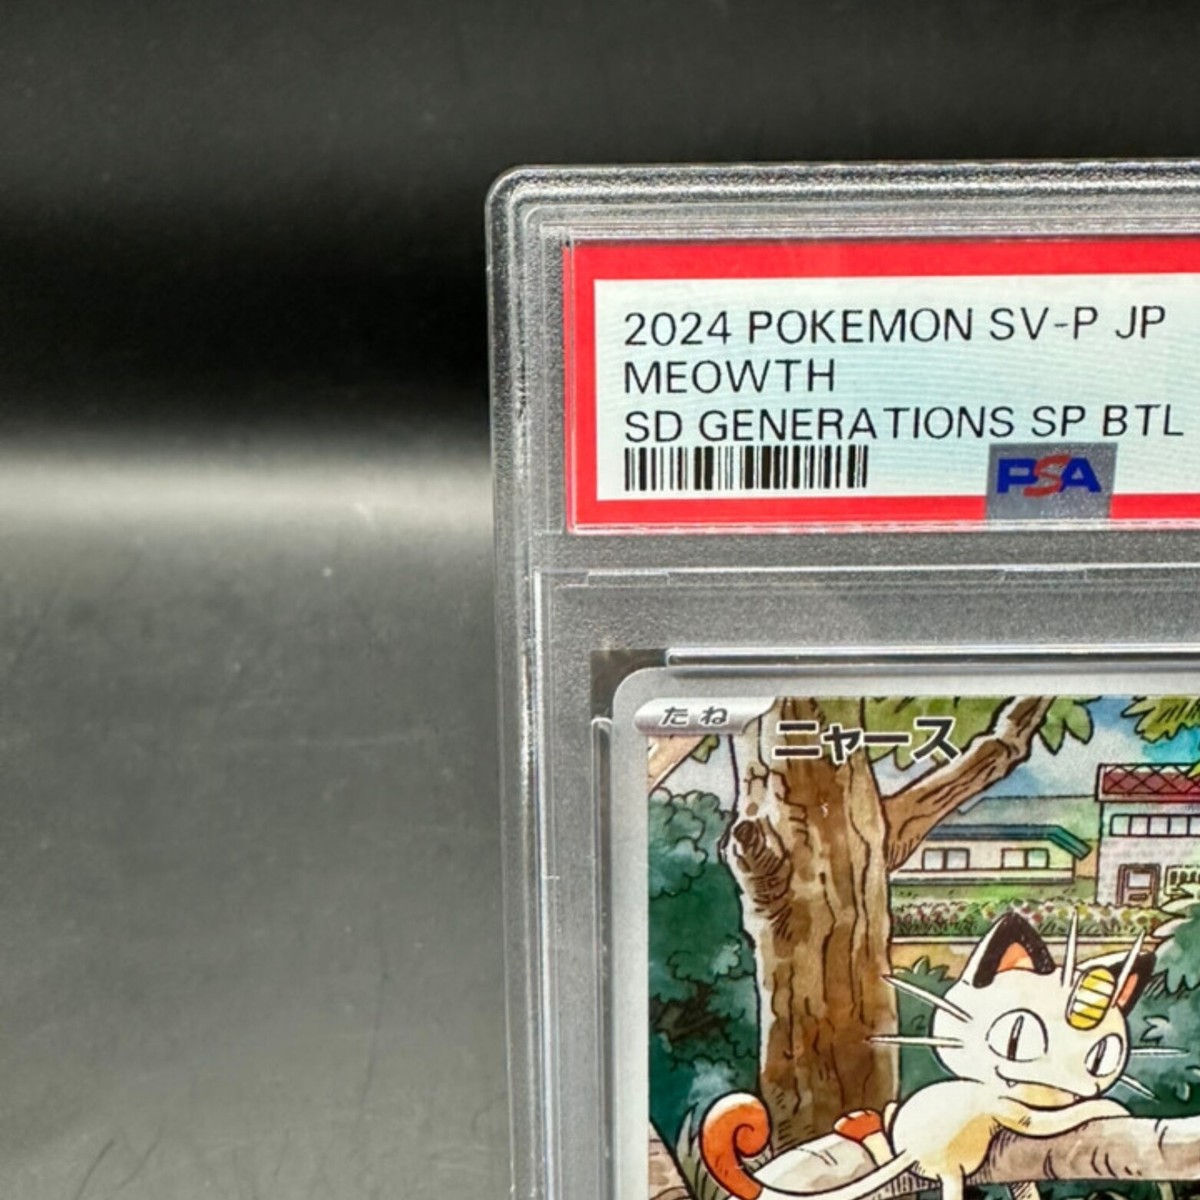 2024 POKEMON SV-P JP
MEOWTH
SD GENERATIONS SP BTL
PSA
たね
ニャース